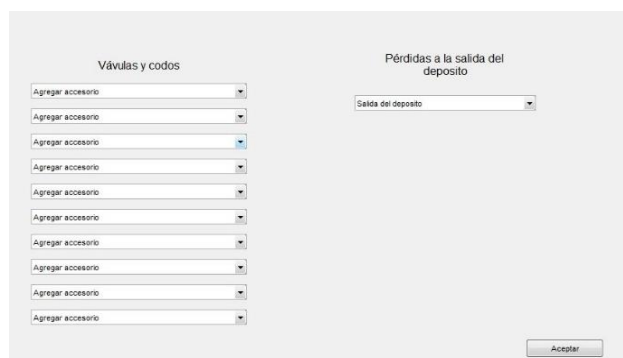 Vávulas y codos
Agregar accesorio
Agregar accesorio
Agregar accesorio
Agregar accesorio
Agregar accesorio
Agregar accesorio
Agregar accesorio
Agregar accesorio
Agregar accesorio
Agregar accesorio
Pérdidas a la salida del
deposito
Salida del deposito
Aceptar